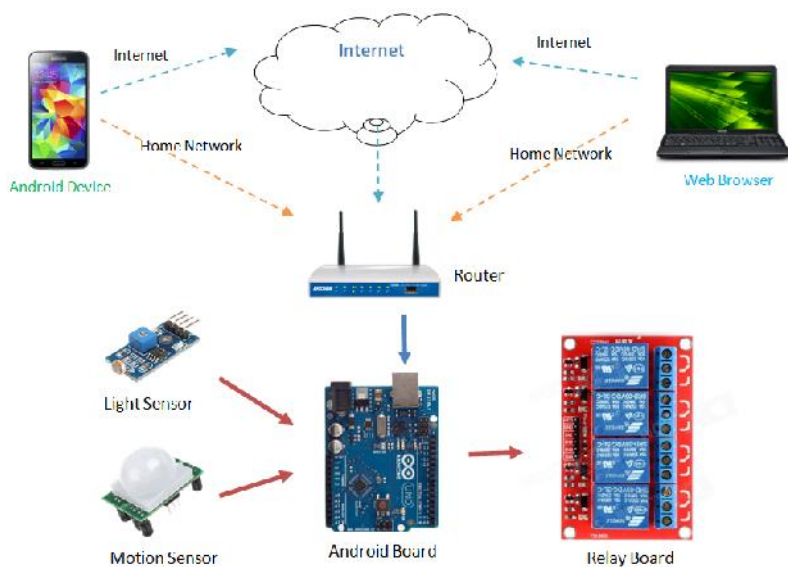 Internet
Internet
Internet
Home Network
Home Network
Android Device
Web Browser
Router
Light Sensor
Motion Sensor
Android Board
Relay Board